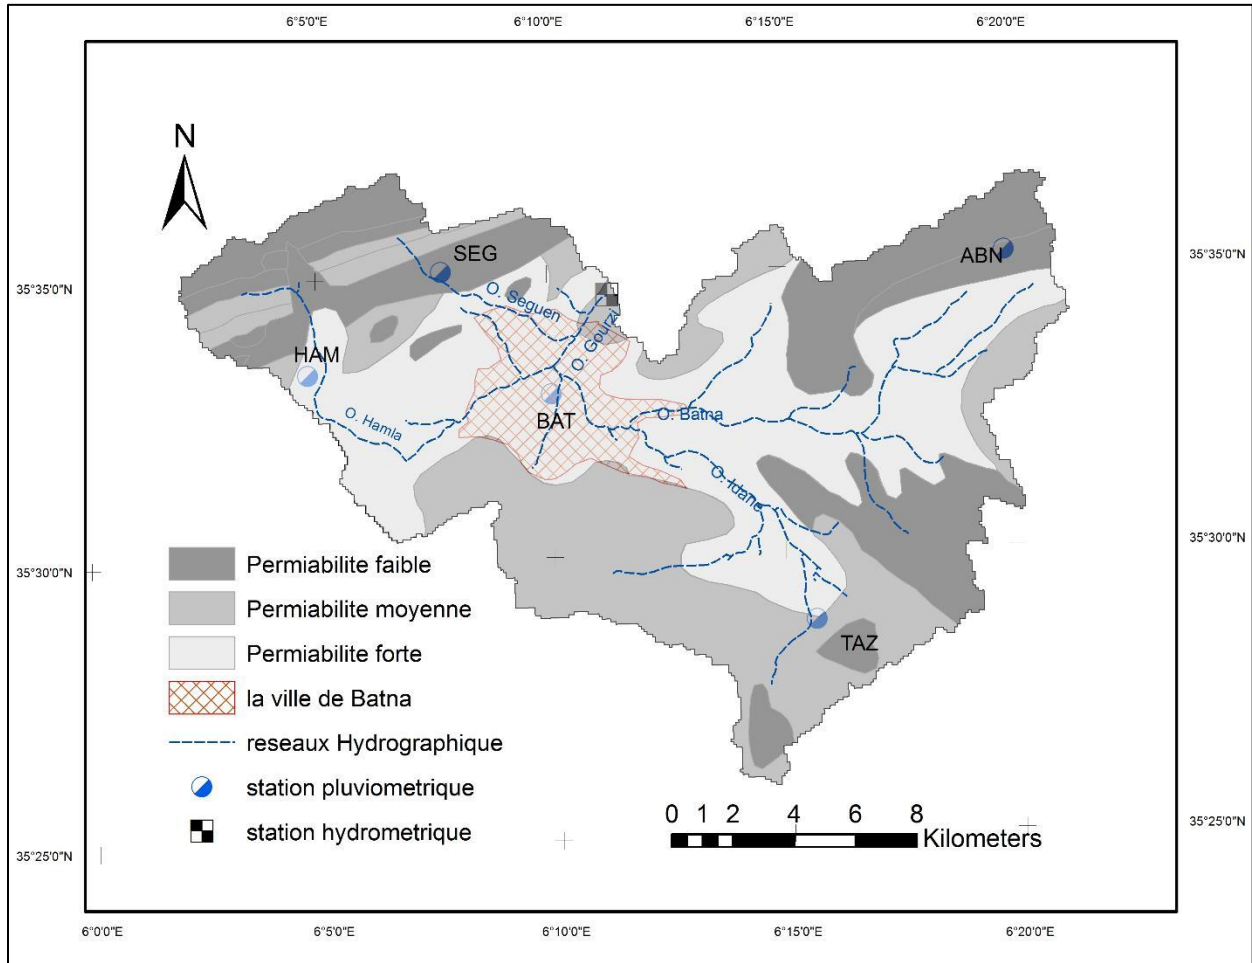 6°5'0"E 6°10'0"E 6°15'0"E 6°20'0"E
N
SEG
ABN
35°35'0"N
35°35'0"N
O. Seguen
O. Gourzi
HAM
O. Hamla
BAT
O. Batna
O. Idane
35°30'0"N
35°30'0"N
Permiabilite faible
Permiabilite moyenne
Permiabilite forte
la ville de Batna
reseaux Hydrographique
station pluviometrique
station hydrometrique
TAZ
0 1 2 4 6 8
Kilometers
35°25'0"N
35°25'0"N
6°0'0"E 6°5'0"E 6°10'0"E 6°15'0"E 6°20'0"E